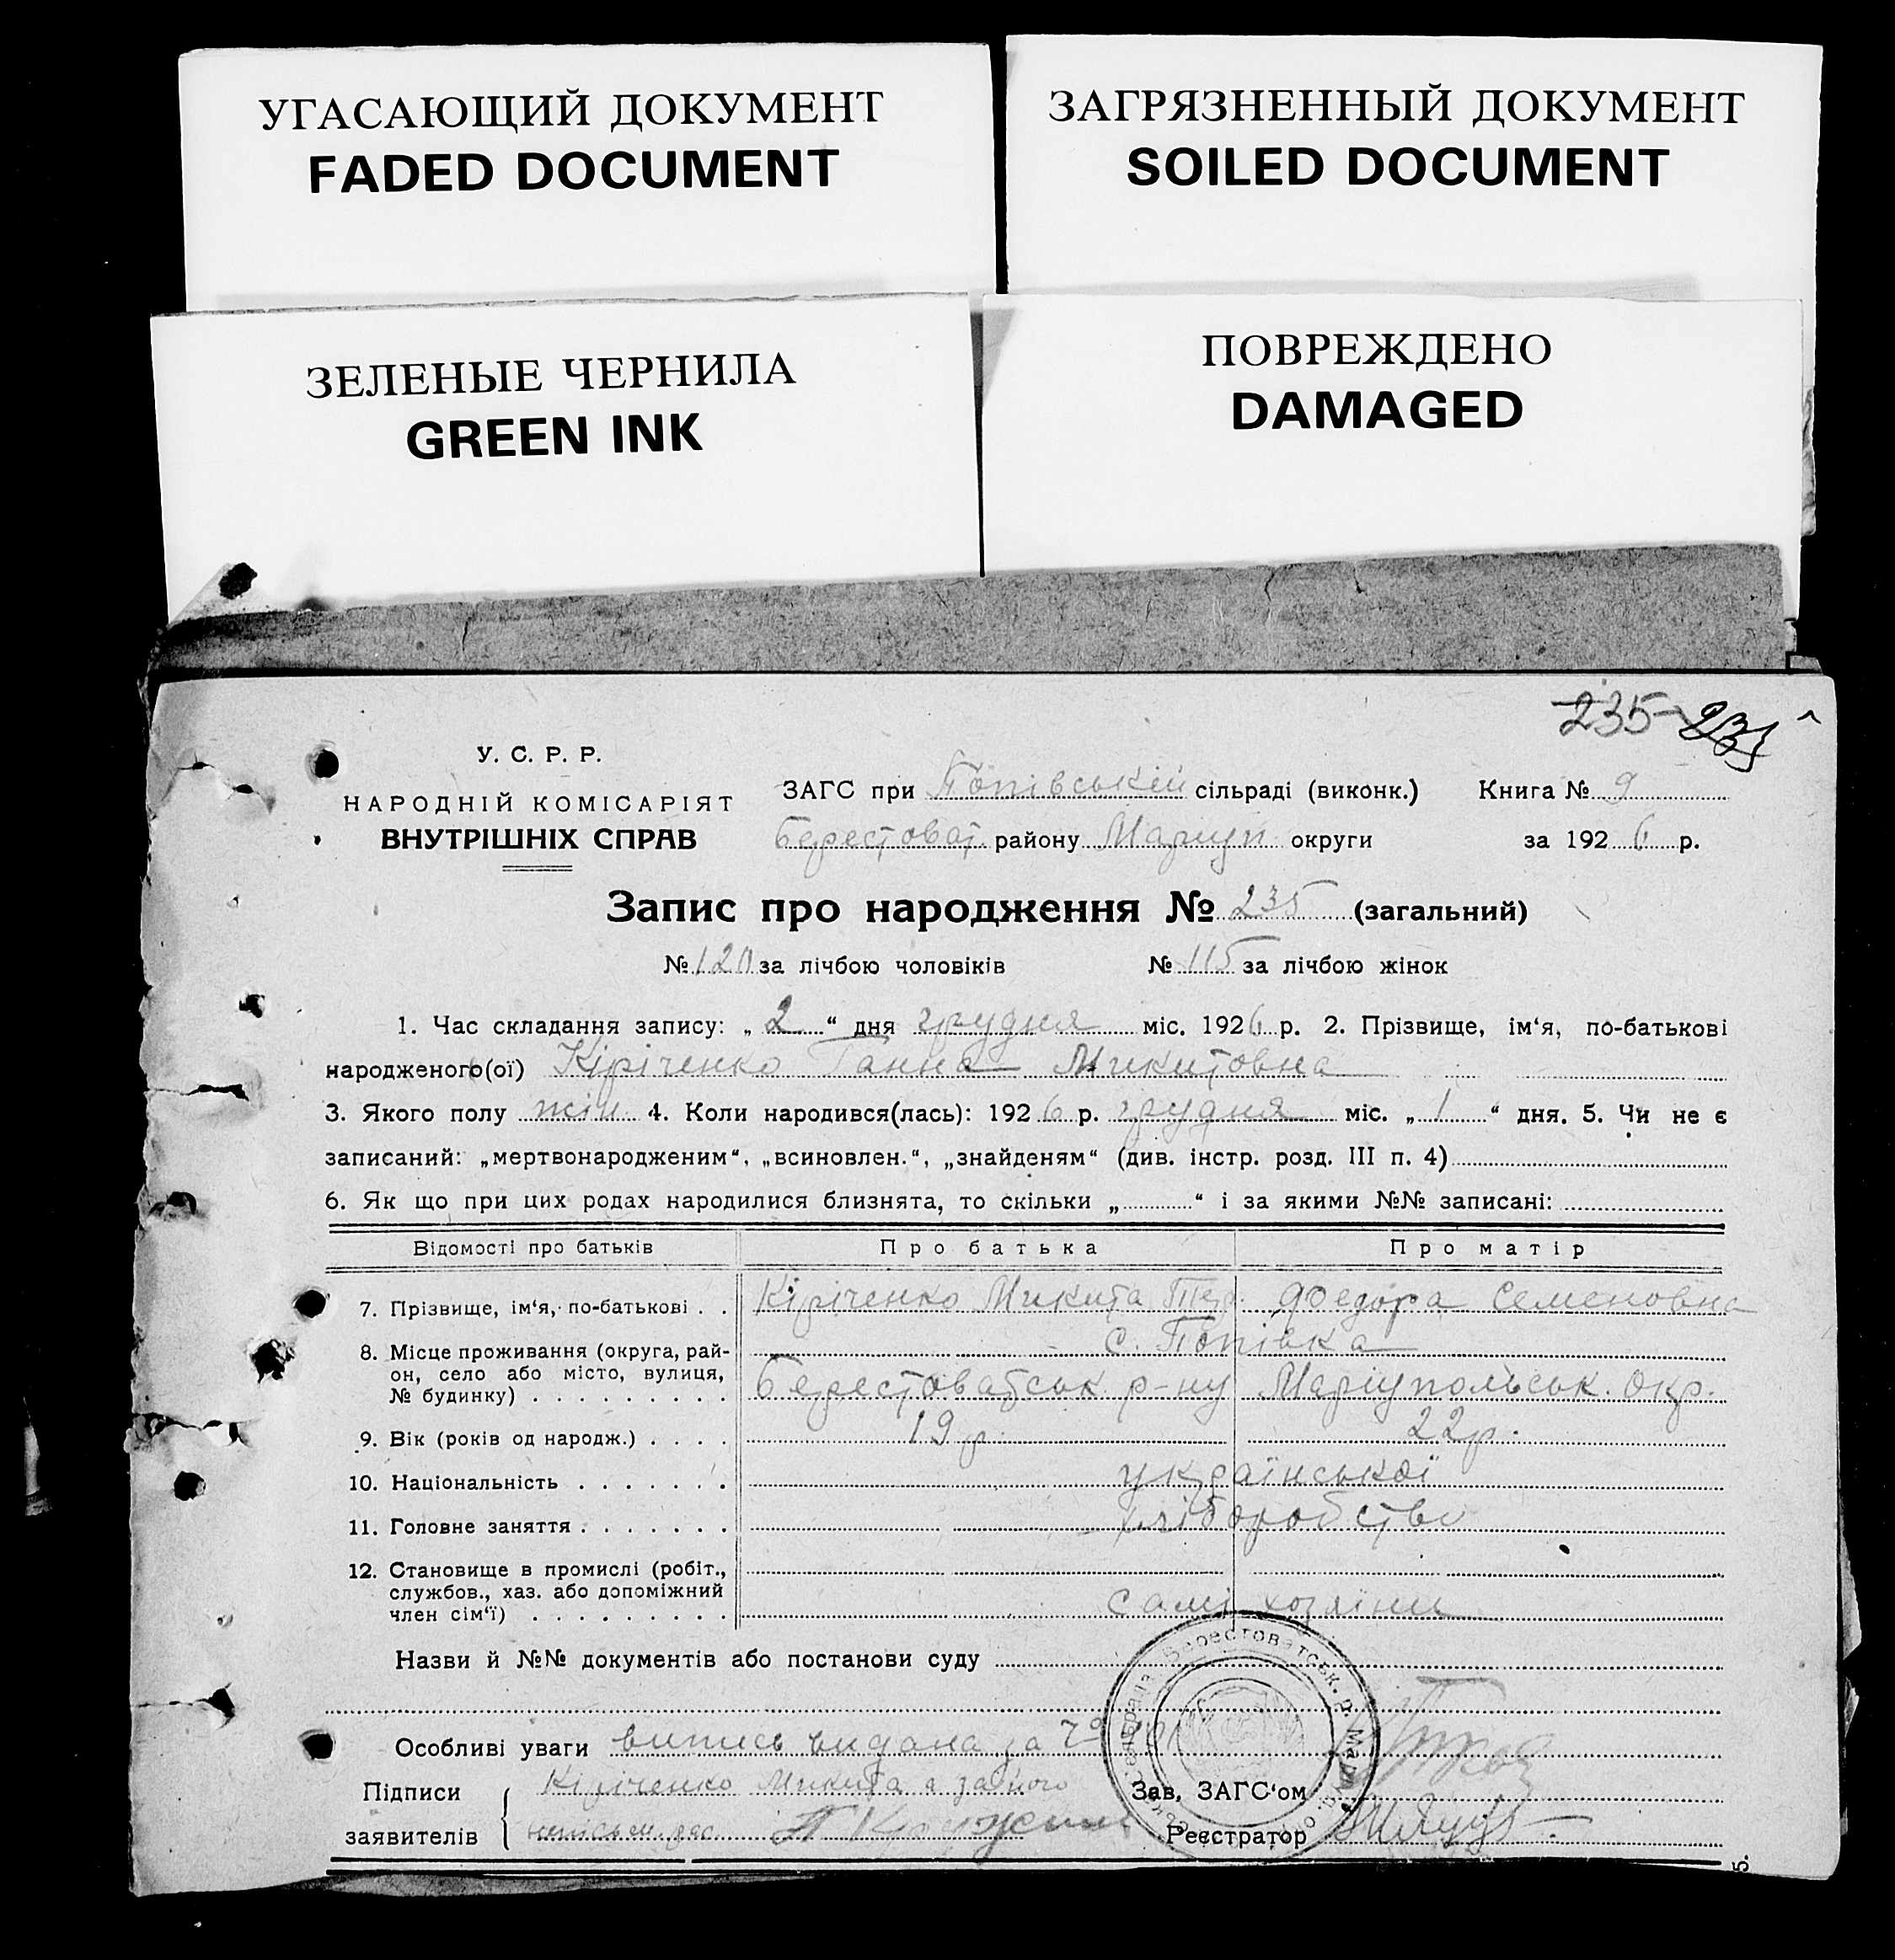 УГАСАЮЩИЙ ДОКУМЕНТ
FADED DOCUMENT
ЗАГРЯЗНЕННЫЙ ДОКУМЕНТ
SOILED DOCUMENT
ЗЕЛЕНЫЕ ЧЕРНИЛА
GREEN INK
ПОВРЕЖДЕНО
DAMAGED
235
У. С. Р. Р.
НАРОДНІЙ КОМІСАРІЯТ
ВНУТРІШНІХ СПРАВ
ЗАГС при Попівській сільраді (виконк.) Книга № 9
Берестоват. району Маріуп округи за 1926 р.
Запис про народження № 235 (загальний)
№ 120 за лічбою чоловіків № 115 за лічбою жінок
1. Час складання запису: „2“ дня грудня міс. 1926 р. 2. Прізвище, ім‘я, по-батькові
народженого(ої) Кіріченко Ганна Микитовна
3. Якого полу жін 4. Коли народився(лась): 1926 р. грудня міс. „1“ дня. 5. Чи не є
записаний: „мертвонародженим“, „всиновлен.“, „знайденям“ (див. інстр. розд. III п. 4)
6. Як що при цих родах народилися близнята, то скільки „ “ і за якими №№ записані:
Відомості про батьків Про батька Про матір
7. Прізвище, ім‘я, по-батькові . . Кіріченко Микита Федора Семеновна
8. Місце проживання (округа, рай-
он, село або місто, вулиця,
№ будинку) . . . . . . . . .
с. Попівка
Берестоватськ. р-ну Маріупольськ. окр.
9. Вік (років од народж.) . . . . 19 р. 22 р.
10. Національність . . . . . . . української
11. Головне заняття . . . . . . . хліборобство
12. Становище в промислі (робіт.,
службов., хаз. або допоміжний
член сім‘ї) . . . . . . . . . самі хозяіни
Назви й №№ документів або постанови суду
Особливі уваги випись видана за
Підписи Кіріченко Микита а за його Зав. ЗАГС‘ом
заявителів Реєстратор